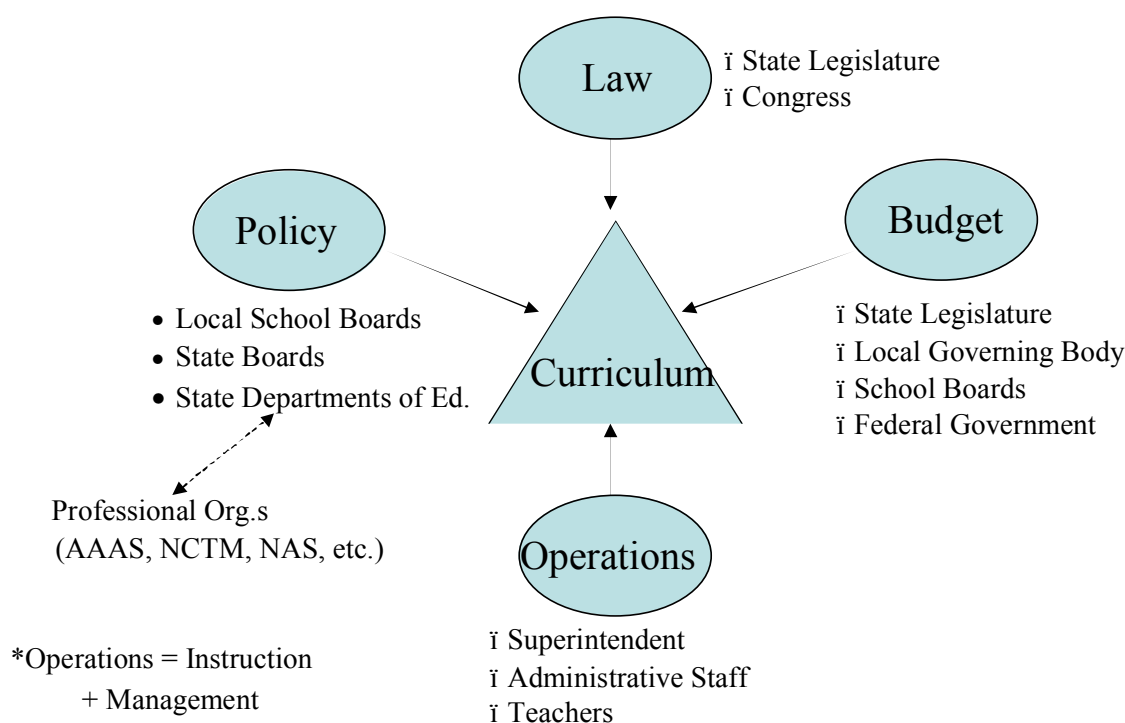 Law
ï State Legislature
ï Congress
Policy
• Local School Boards
• State Boards
• State Departments of Ed.
Professional Org.s
(AAAS, NCTM, NAS, etc.)
Budget
ï State Legislature
ï Local Governing Body
ï School Boards
ï Federal Government
Curriculum
Operations
ï Superintendent
ï Administrative Staff
ï Teachers
*Operations = Instruction
+ Management